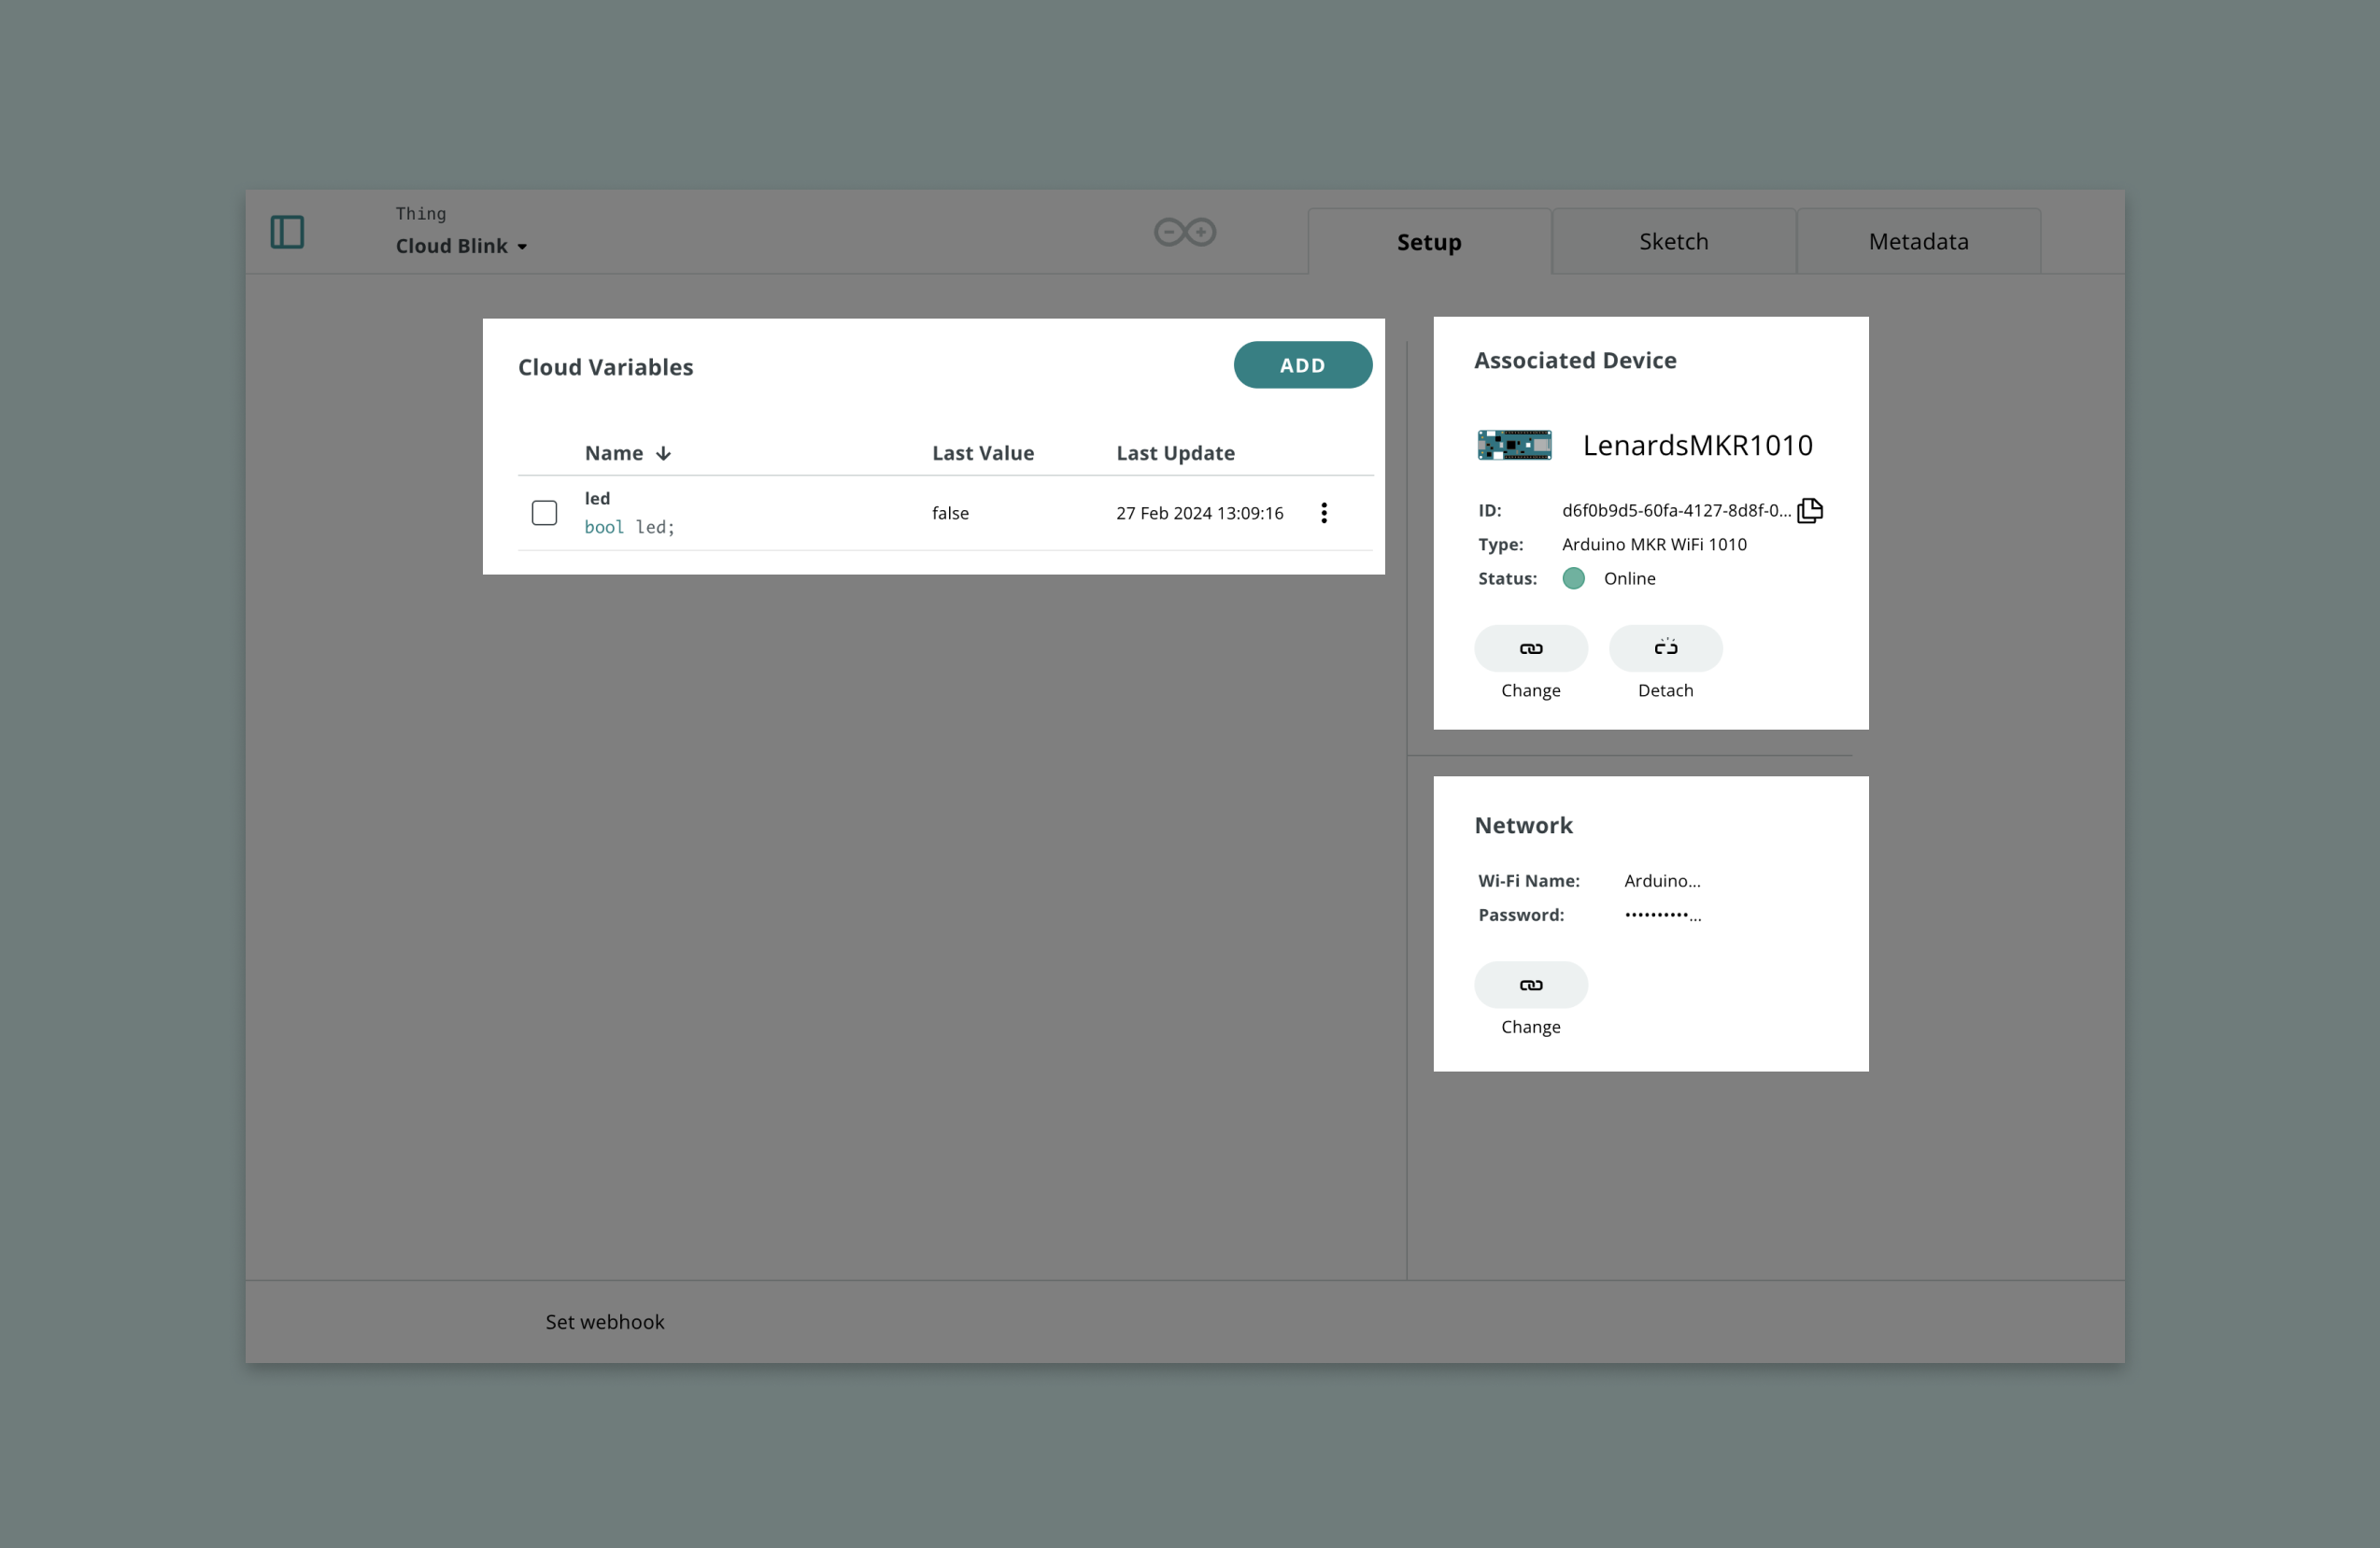 Thing
Cloud Blink
Setup
Sketch
Metadata
Cloud Variables
ADD
Name
Last Value
Last Update
led
bool led;
false
27 Feb 2024 13:09:16
Associated Device
LenardsMKR1010
ID: d6f0b9d5-60fa-4127-8d8f-0...
Type: Arduino MKR WiFi 1010
Status: Online
Change
Detach
Network
Wi-Fi Name: Arduino...
Password: ••••••••••...
Change
Set webhook